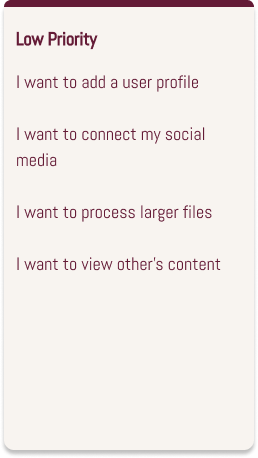 Low Priority
I want to add a user profile
I want to connect my social
media
I want to process larger files
I want to view other's content